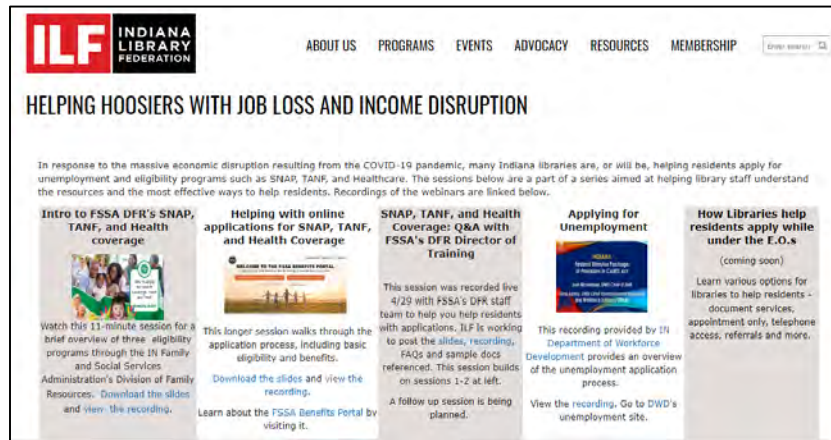 ILF INDIANA
LIBRARY
FEDERATION
ABOUT US PROGRAMS EVENTS ADVOCACY RESOURCES MEMBERSHIP
Enter search
HELPING HOOSIERS WITH JOB LOSS AND INCOME DISRUPTION
In response to the massive economic disruption resulting from the COVID-19 pandemic, many Indiana libraries are, or will be, helping residents apply for
unemployment and eligibility programs such as SNAP, TANF, and Healthcare. The sessions below are a part of a series aimed at helping library staff understand
the resources and the most effective ways to help residents. Recordings of the webinars are linked below.
Intro to FSSA DFR's SNAP,
TANF, and Health
coverage
Watch this 11-minute session for a
brief overview of three eligibility
programs through the IN Family
and Social Services
Administration's Division of Family
Resources. Download the slides
and view the recording.
Helping with online
applications for SNAP, TANF,
and Health Coverage
WELCOME TO THE FSSA BENEFITS PORTAL
This longer session walks through the
application process, including basic
eligibility and benefits.
Download the slides and view the
recording.
Learn about the FSSA Benefits Portal by
visiting it.
SNAP, TANF, and Health
Coverage: Q&A with
FSSA's DFR Director of
Training
This session was recorded live
4/29 with FSSA's DFR staff
team to help you help residents
with applications. ILF is working
to post the slides, recording,
FAQs and sample docs
referenced. This session builds
on sessions 1-2 at left.
A follow up session is being
planned.
Applying for
Unemployment
This recording provided by IN
Department of Workforce
Development provides an overview
of the unemployment application
process.
View the recording. Go to DWD's
unemployment site.
How Libraries help
residents apply while
under the E.O.s
(coming soon)
Learn various options for
libraries to help residents -
document services,
appointment only, telephone
access, referrals and more.